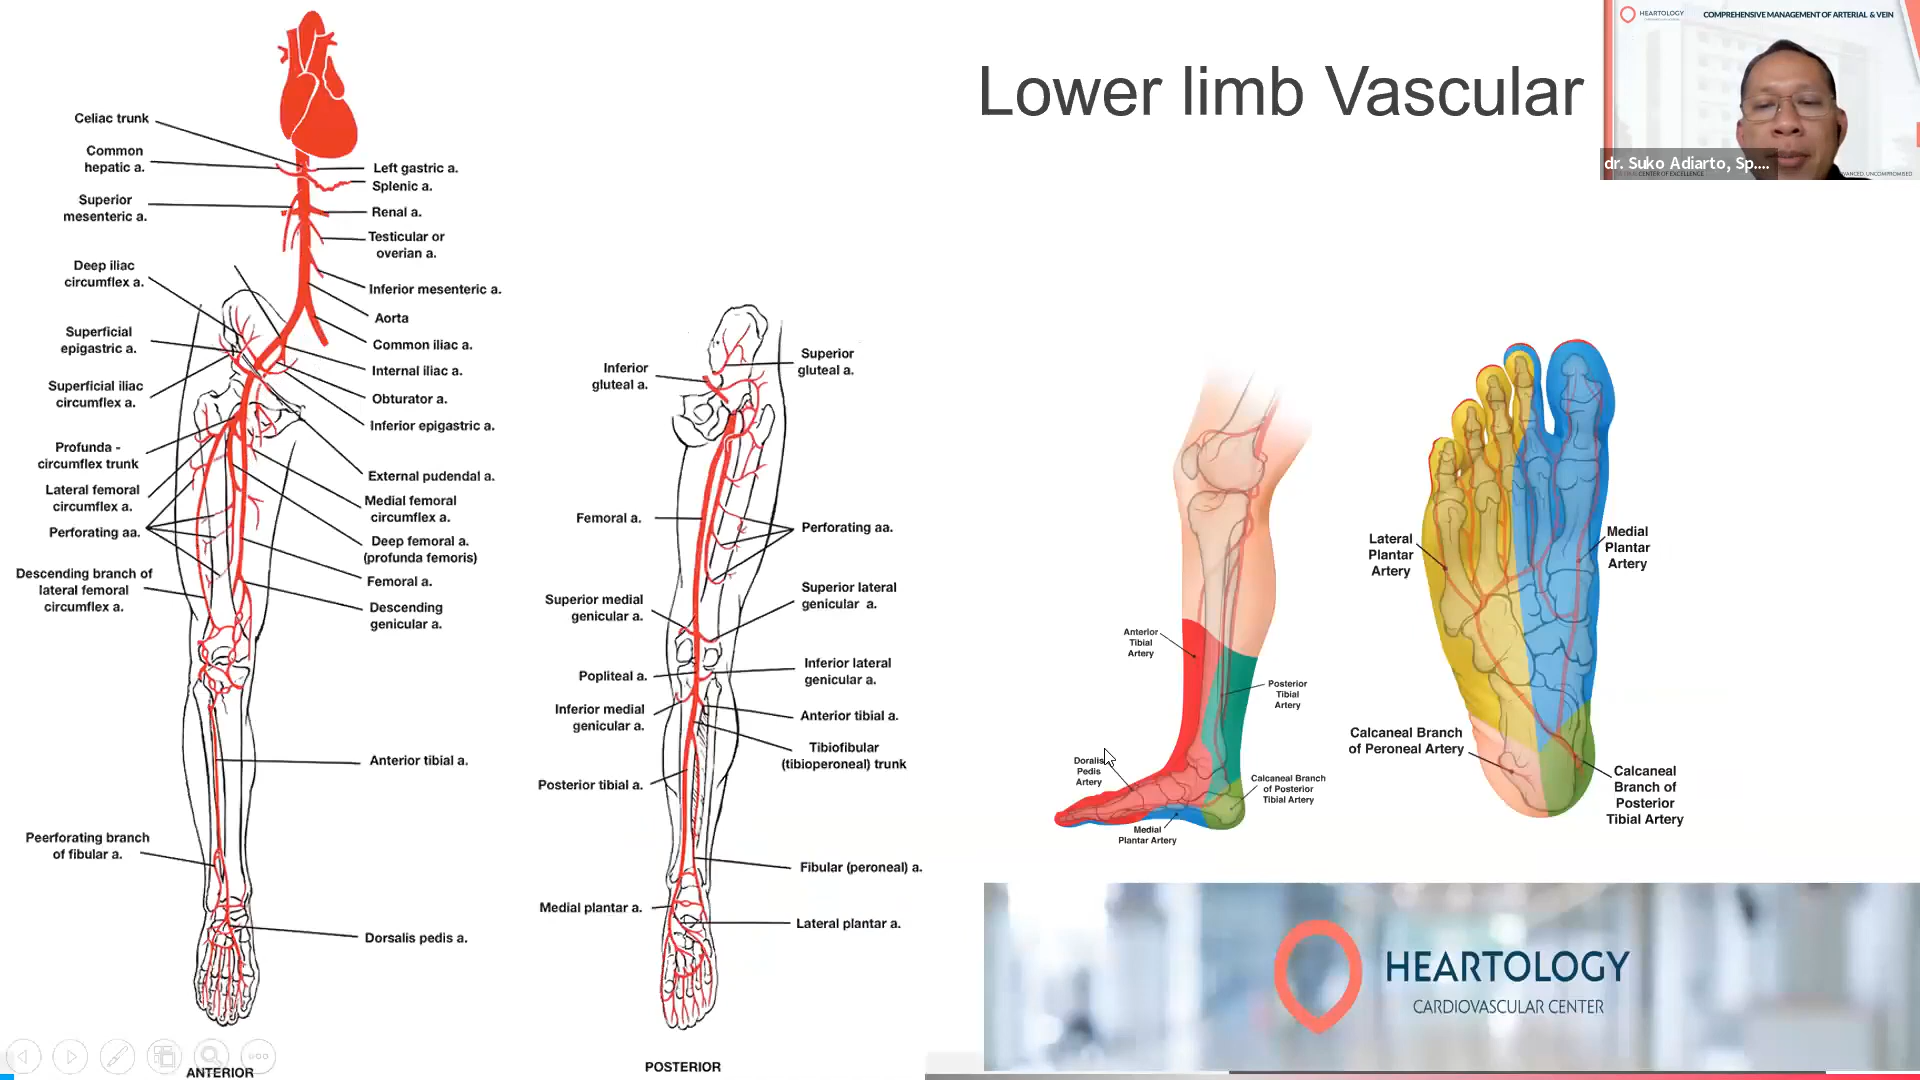 Lower limb Vascular
HEARTOLOGY
COMPREHENSIVE MANAGEMENT OF ARTERIAL & VEIN
dr. Suko Adiarto, Sp....
CENTER OF EXCELLENCE
UNCOMPROMISED
Celiac trunk
Common
hepatic a.
Superior
mesenteric a.
Deep iliac
circumflex a.
Superficial
epigastric a.
Superficial iliac
circumflex a.
Profunda -
circumflex trunk
Lateral femoral
circumflex a.
Perforating aa.
Descending branch of
lateral femoral
circumflex a.
Peerforating branch
of fibular a.
Left gastric a.
Splenic a.
Renal a.
Testicular or
overian a.
Inferior mesenteric a.
Aorta
Common iliac a.
Internal iliac a.
Obturator a.
Inferior epigastric a.
External pudendal a.
Medial femoral
circumflex a.
Deep femoral a.
(profunda femoris)
Femoral a.
Descending
genicular a.
Anterior tibial a.
Dorsalis pedis a.
ANTERIOR
Inferior
gluteal a.
Femoral a.
Superior medial
genicular a.
Popliteal a.
Inferior medial
genicular a.
Posterior tibial a.
Medial plantar a.
Superior
gluteal a.
Perforating aa.
Superior lateral
genicular a.
Inferior lateral
genicular a.
Anterior tibial a.
Tibiofibular
(tibioperoneal) trunk
Fibular (peroneal) a.
Lateral plantar a.
POSTERIOR
Anterior
Tibial
Artery
Posterior
Tibial
Artery
Doralis
Pedis
Artery
Calcaneal Branch
of Posterior
Tibial Artery
Medial
Plantar Artery
Lateral
Plantar
Artery
Medial
Plantar
Artery
Calcaneal Branch
of Peroneal Artery
Calcaneal
Branch of
Posterior
Tibial Artery
HEARTOLOGY
CARDIOVASCULAR CENTER